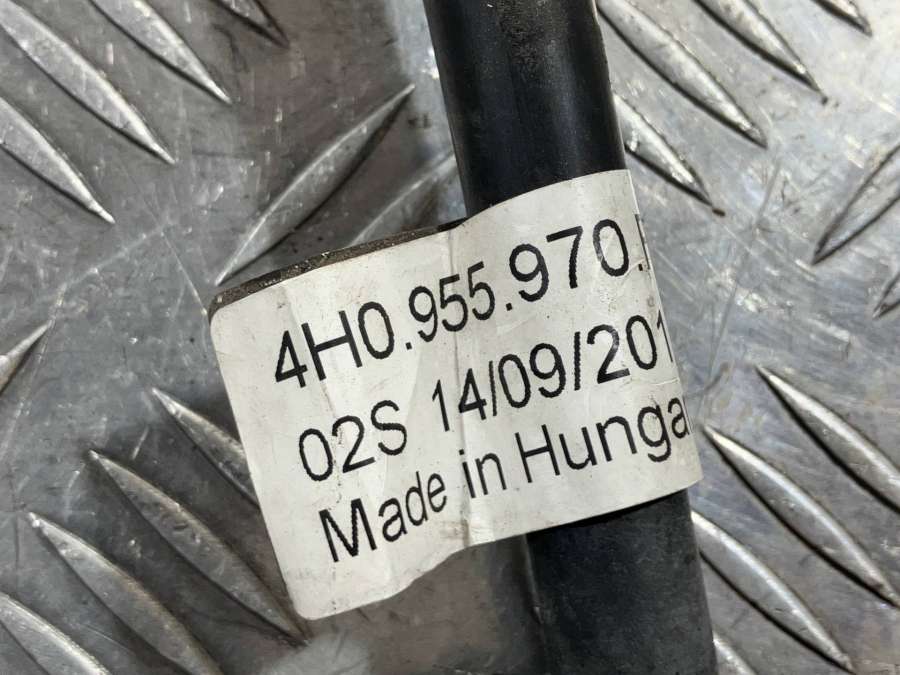 4H0.955.970.
02S 14/09/201
Made in Hunga